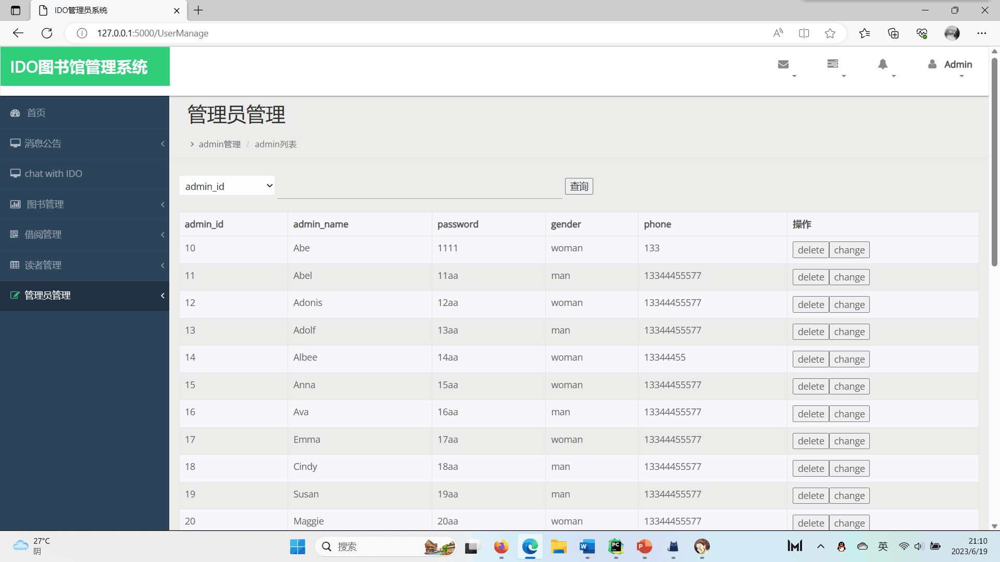 IDO管理员系统
127.0.0.1:5000/UserManage
IDO图书馆管理系统
Admin
首页
消息公告
chat with IDO
图书管理
借阅管理
读者管理
管理员管理
管理员管理
admin管理 / admin列表
admin_id 查询
admin_id admin_name password gender phone 操作
10 Abe 1111 woman 133 delete change
11 Abel 11aa man 13344455577 delete change
12 Adonis 12aa woman 13344455577 delete change
13 Adolf 13aa man 13344455577 delete change
14 Albee 14aa woman 13344455 delete change
15 Anna 15aa woman 13344455577 delete change
16 Ava 16aa man 13344455577 delete change
17 Emma 17aa woman 13344455577 delete change
18 Cindy 18aa man 13344455577 delete change
19 Susan 19aa man 13344455577 delete change
20 Maggie 20aa woman 13344455577 delete change
27°C
阴
搜索
英
21:10
2023/6/19